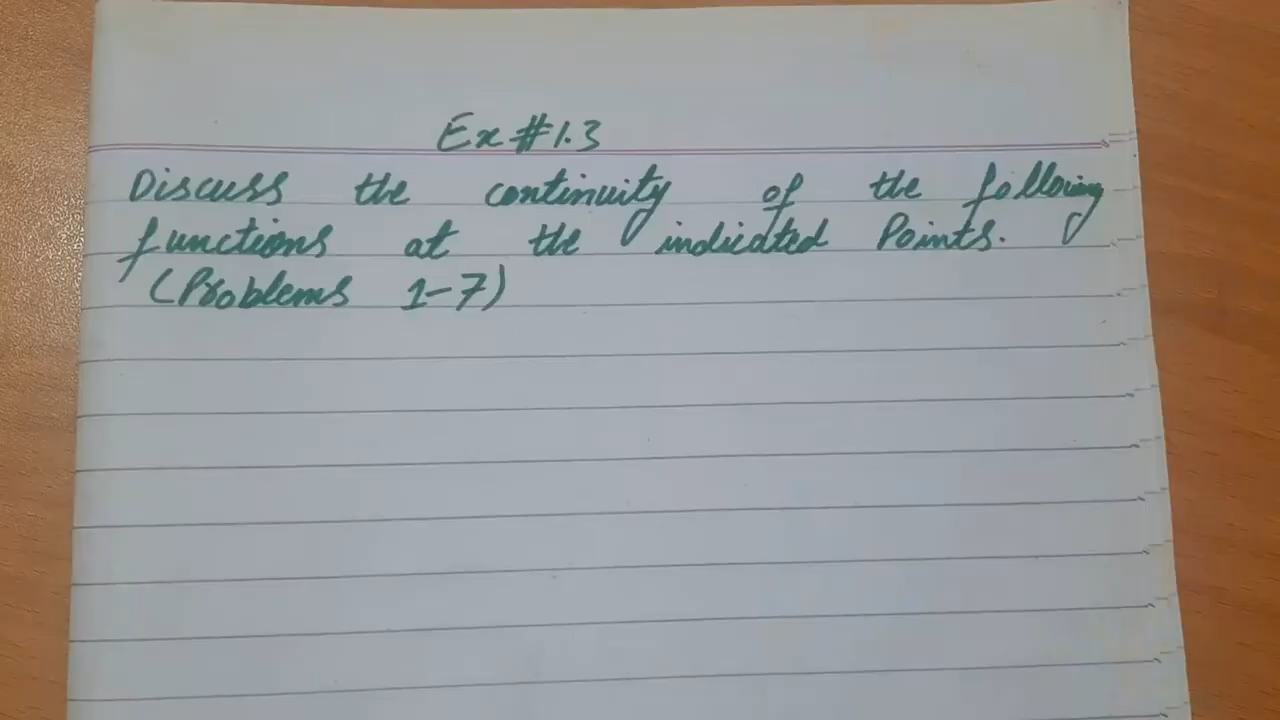 Ex #1.3
Discuss the continuity of the following
functions at the indicated Points.
(Problems 1-7)